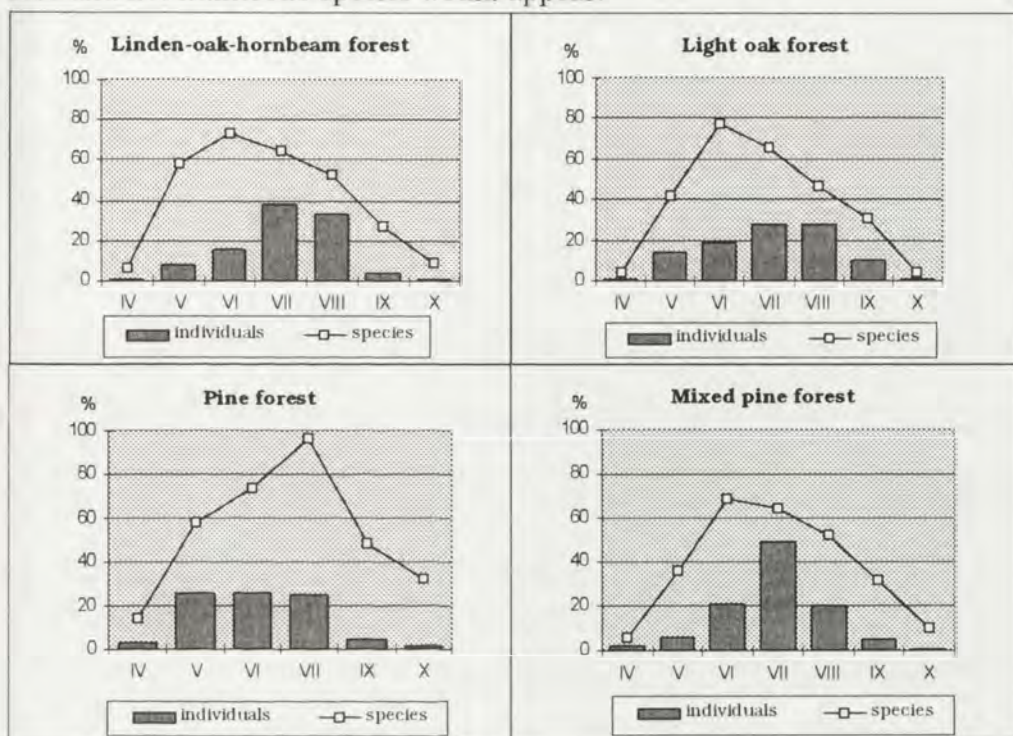 %
Linden-oak-hornbeam forest
100
80
60
40
20
0
IV V VI VII VIII IX X
individuals species
%
Light oak forest
100
80
60
40
20
0
IV V VI VII VIII IX X
individuals species
%
Pine forest
100
80
60
40
20
0
IV V VI VII IX X
individuals species
%
Mixed pine forest
100
80
60
40
20
0
IV V VI VII VIII IX X
individuals species